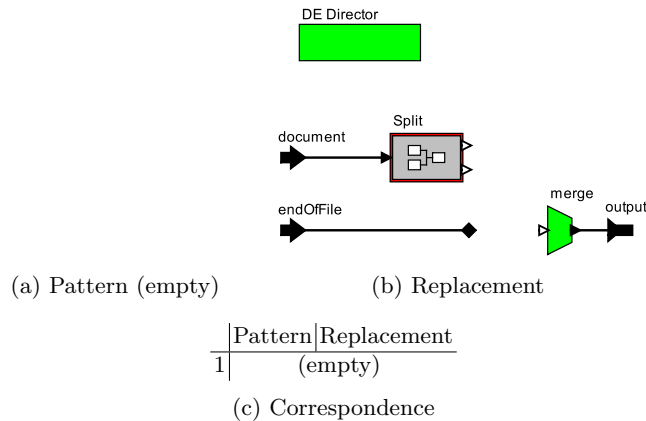 DE Director
Split
document
merge
endOfFile
output
(a) Pattern (empty)
(b) Replacement
Pattern Replacement
1 (empty)
(c) Correspondence